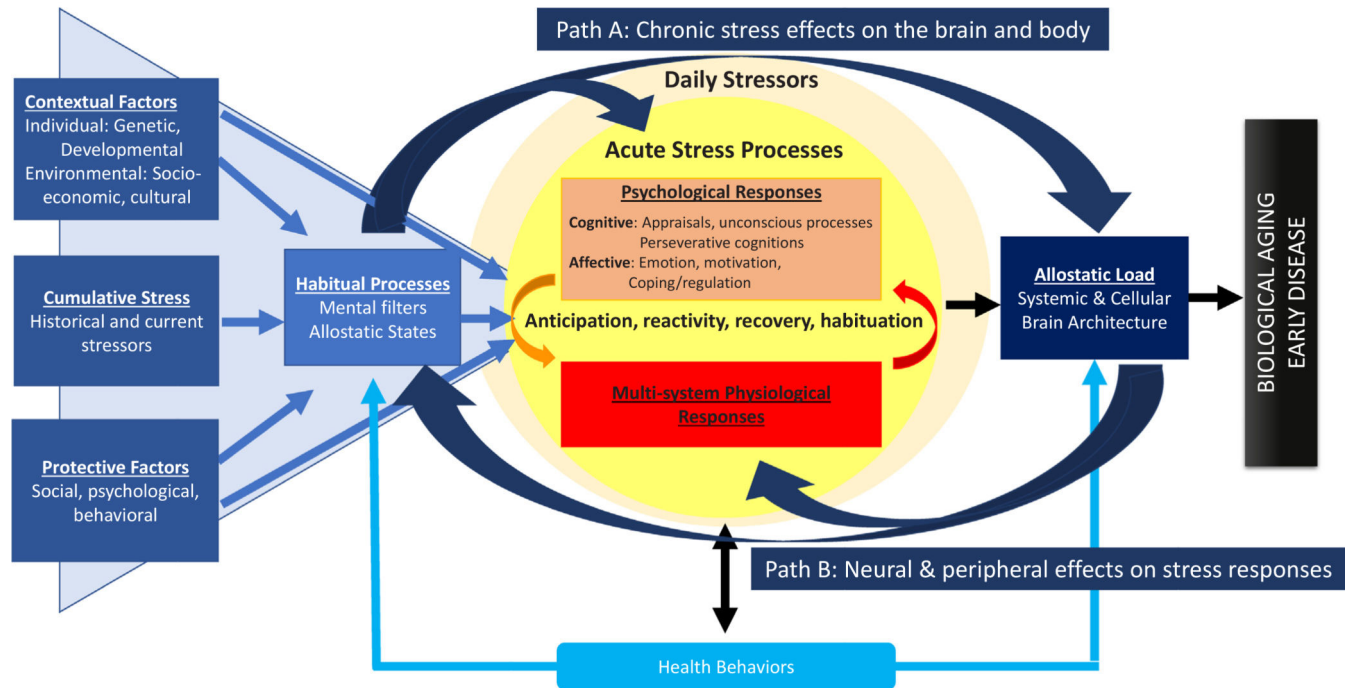 Path A: Chronic stress effects on the brain and body
Contextual Factors
Individual: Genetic,
Developmental
Environmental: Socio-
economic, cultural
Cumulative Stress
Historical and current
stressors
Protective Factors
Social, psychological,
behavioral
Habitual Processes
Mental filters
Allostatic States
Daily Stressors
Acute Stress Processes
Psychological Responses
Cognitive: Appraisals, unconscious processes
Perseverative cognitions
Affective: Emotion, motivation,
Coping/regulation
Anticipation, reactivity, recovery, habituation
Multi-system Physiological
Responses
Allostatic Load
Systemic & Cellular
Brain Architecture
BIOLOGICAL AGING
EARLY DISEASE
Path B: Neural & peripheral effects on stress responses
Health Behaviors